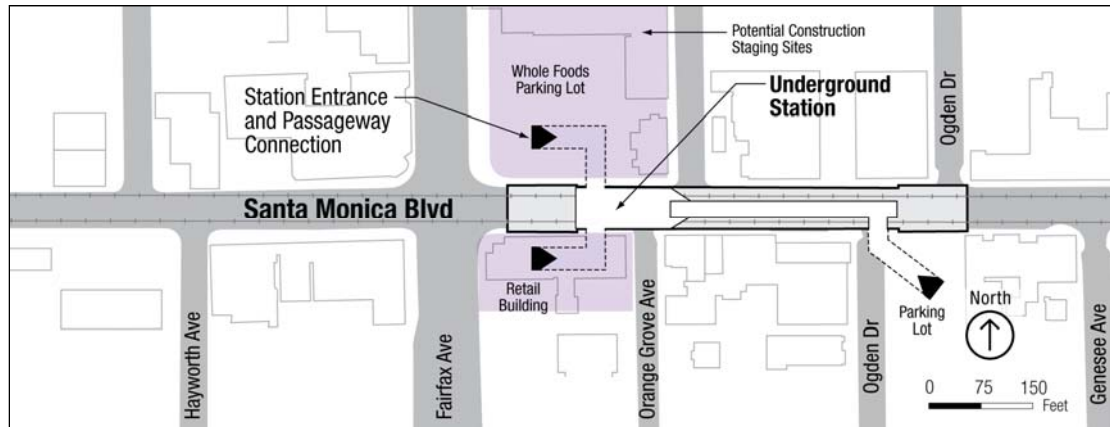 Potential Construction
Staging Sites
Whole Foods
Parking Lot
Underground
Station
Station Entrance
and Passageway
Connection
Ogden Dr
Santa Monica Blvd
Retail
Building
Parking
Lot
North
Hayworth Ave
Fairfax Ave
Orange Grove Ave
Ogden Dr
Genesee Ave
0 75 150
Feet